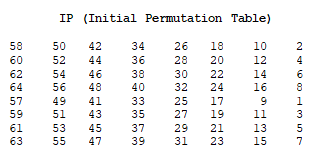 IP (Initial Permutation Table)
58 50 42 34 26 18 10 2
60 52 44 36 28 20 12 4
62 54 46 38 30 22 14 6
64 56 48 40 32 24 16 8
57 49 41 33 25 17 9 1
59 51 43 35 27 19 11 3
61 53 45 37 29 21 13 5
63 55 47 39 31 23 15 7